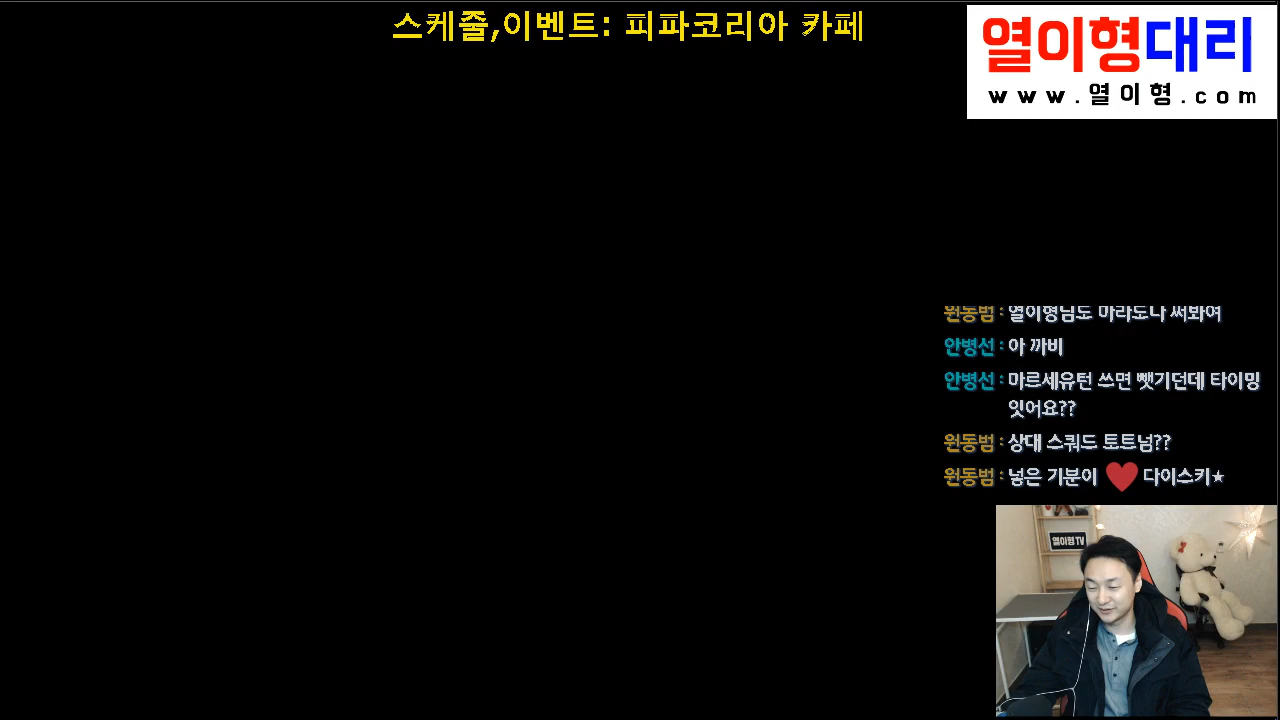 스케줄,이벤트: 피파코리아 카페
열이형대리
www.열이형.com
원동범 : 열이형님도 마라도나 써봐여
안병선 : 아 까비
안병선 : 마르세유턴 쓰면 뺏기던데 타이밍
잇어요??
원동범 : 상대 스쿼드 토트넘??
원동범 : 넣은 기분이 ❤ 다이스키★
열이형TV